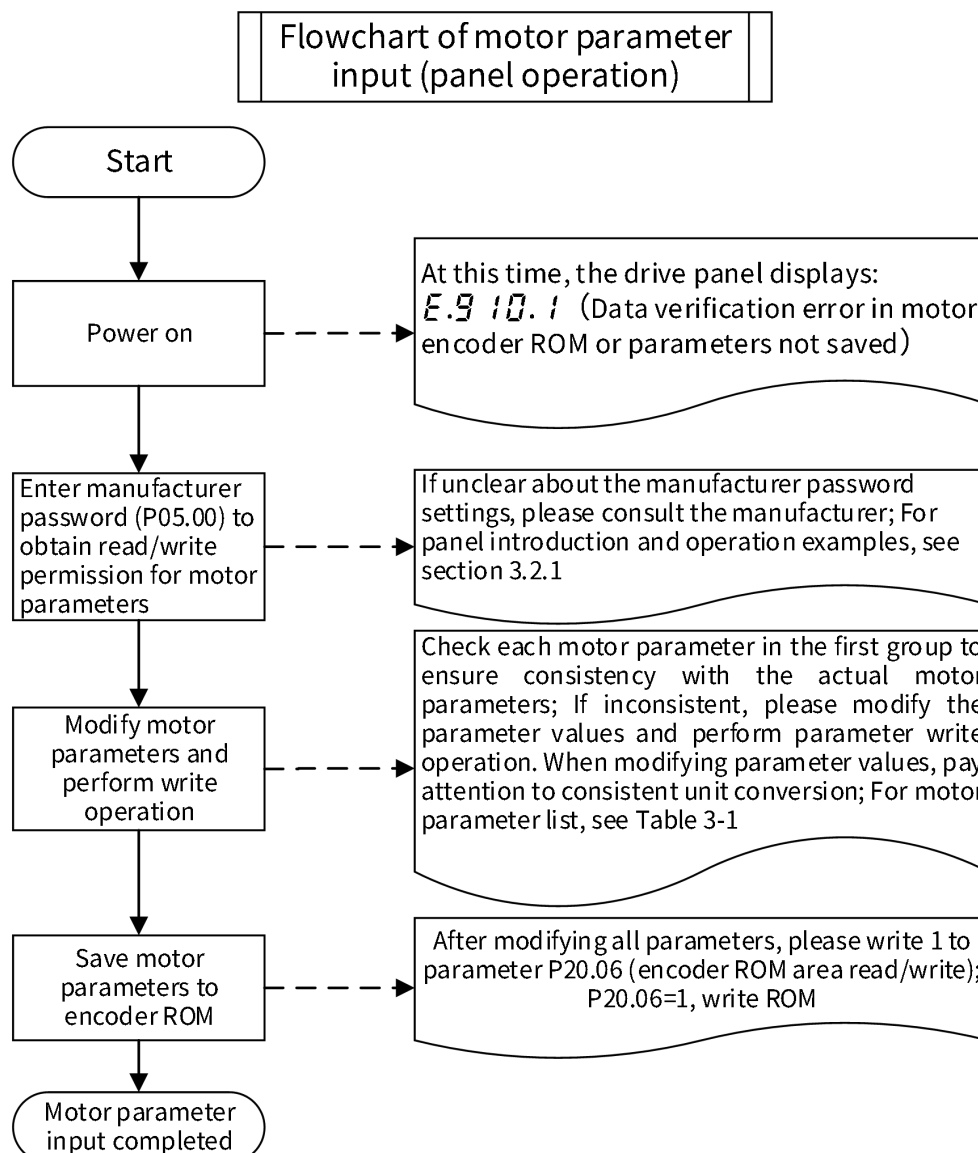 Flowchart of motor parameter
input (panel operation)
Start
Power on
At this time, the drive panel displays:
E.910.1 (Data verification error in motor
encoder ROM or parameters not saved)
Enter manufacturer
password (P05.00) to
obtain read/write
permission for motor
parameters
If unclear about the manufacturer password
settings, please consult the manufacturer; For
panel introduction and operation examples, see
section 3.2.1
Modify motor
parameters and
perform write
operation
Check each motor parameter in the first group to
ensure consistency with the actual motor
parameters; If inconsistent, please modify the
parameter values and perform parameter write
operation. When modifying parameter values, pay
attention to consistent unit conversion; For motor
parameter list, see Table 3-1
Save motor
parameters to
encoder ROM
After modifying all parameters, please write 1 to
parameter P20.06 (encoder ROM area read/write);
P20.06=1, write ROM
Motor parameter
input completed